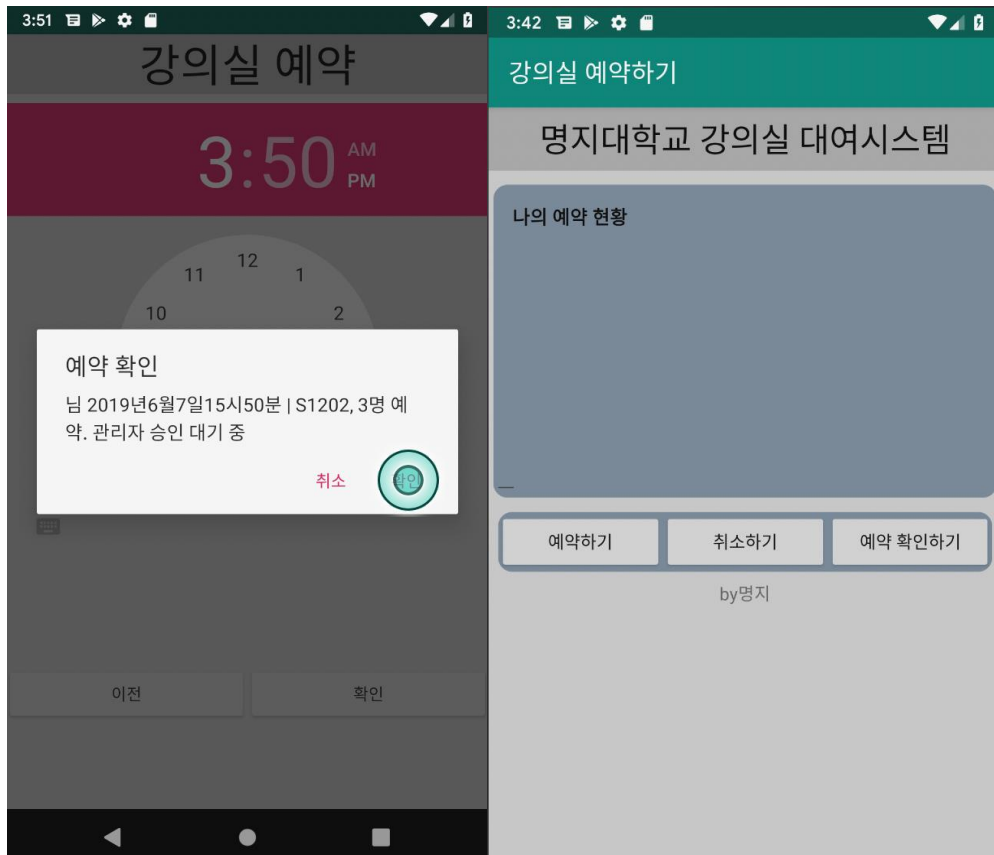 3:51
강의실 예약
3:50 AM
PM
12
11
1
10
2
예약 확인
님 2019년6월7일15시50분 | S1202, 3명 예
약. 관리자 승인 대기 중
취소 확인
이전 확인
3:42
강의실 예약하기
명지대학교 강의실 대여시스템
나의 예약 현황
예약하기 취소하기 예약 확인하기
by명지